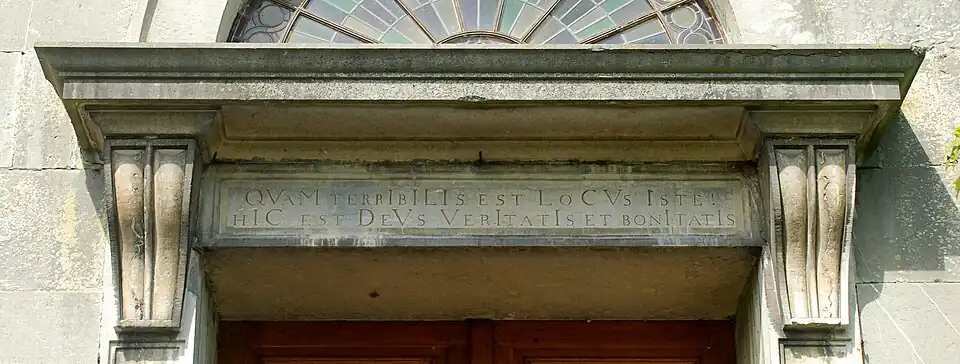 QVaM terrIbILIs est LoCVs Iste!
hIC est DeVs VerItatIs et bonItatIs